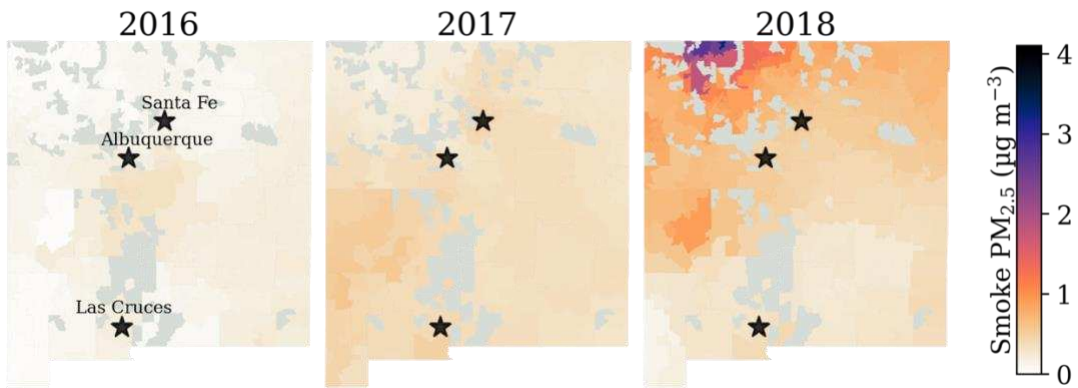 2016 2017 2018
Santa Fe
Albuquerque
Las Cruces
Smoke PM2.5 (μg m−3)
4
3
2
1
0